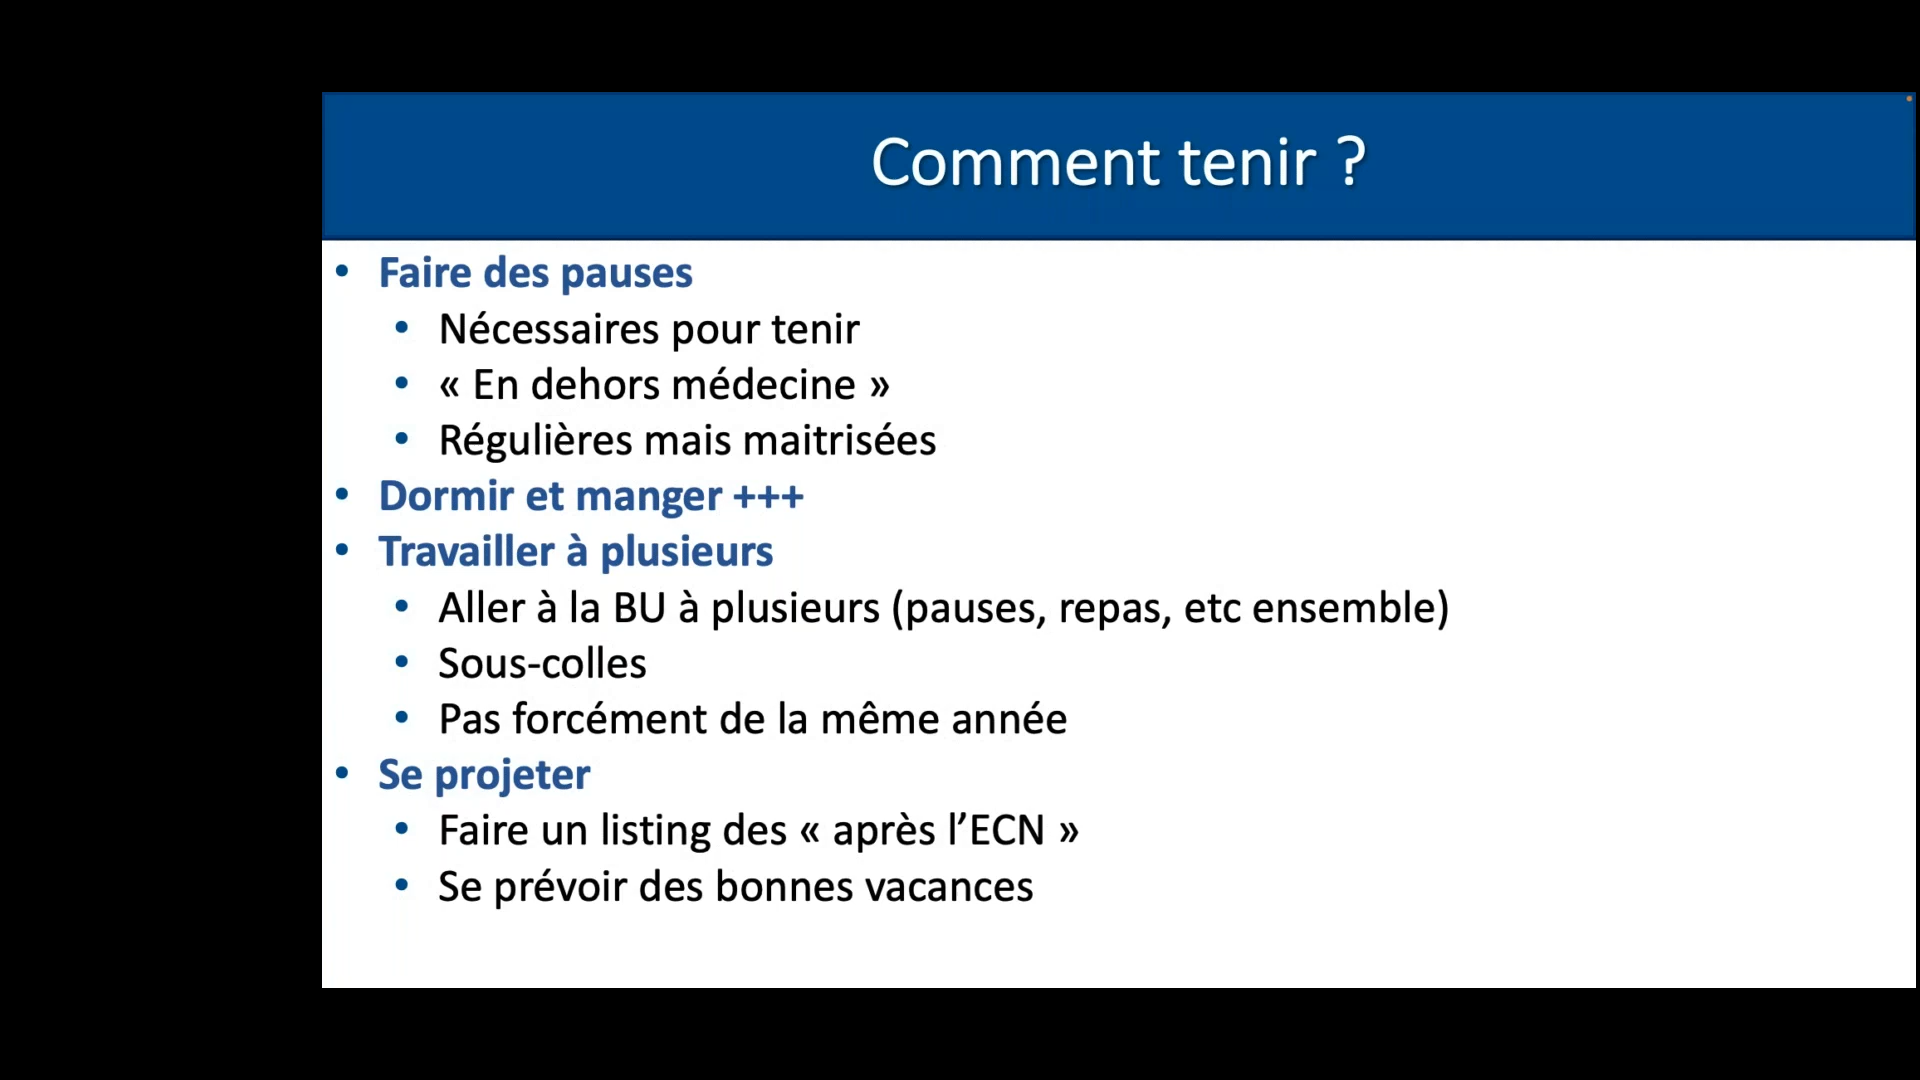 Comment tenir ?
• Faire des pauses
• Nécessaires pour tenir
• « En dehors médecine »
• Régulières mais maitrisées
• Dormir et manger +++
• Travailler à plusieurs
• Aller à la BU à plusieurs (pauses, repas, etc ensemble)
• Sous-colles
• Pas forcément de la même année
• Se projeter
• Faire un listing des « après l’ECN »
• Se prévoir des bonnes vacances